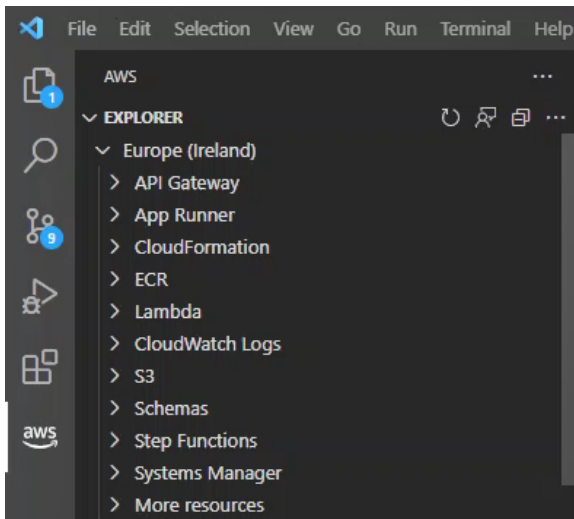 File Edit Selection View Go Run Terminal Help
AWS
1
EXPLORER
Europe (Ireland)
API Gateway
App Runner
9
CloudFormation
ECR
Lambda
CloudWatch Logs
S3
Schemas
aws
Step Functions
Systems Manager
More resources